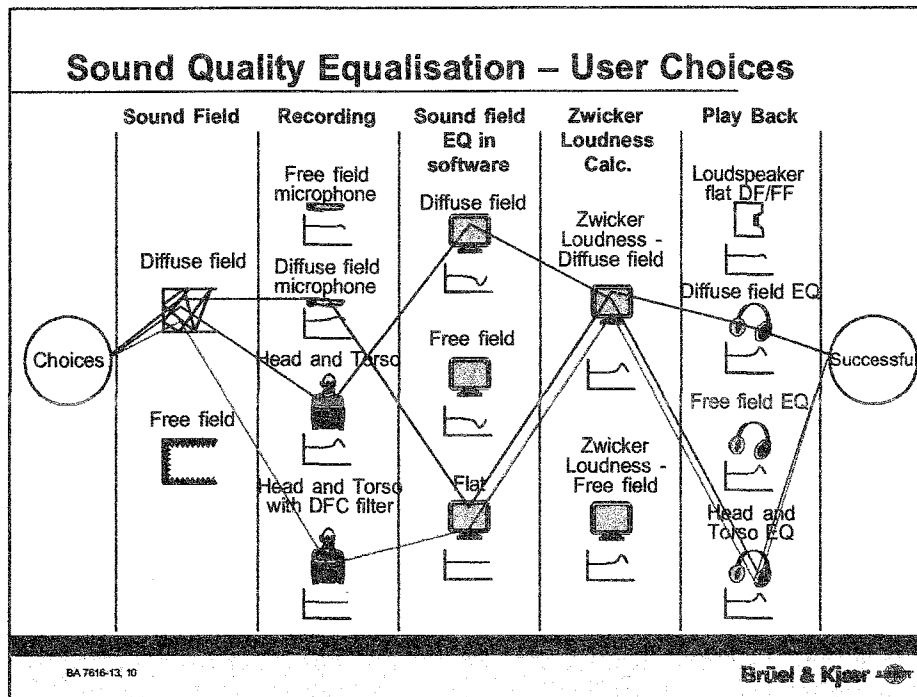 Sound Quality Equalisation – User Choices
Sound Field
Recording
Sound field
EQ in
software
Zwicker
Loudness
Calc.
Play Back
Choices
Diffuse field
Free field
Free field
microphone
Diffuse field
microphone
Head and Torso
Head and Torso
with DFC filter
Diffuse field
Free field
Flat
Zwicker
Loudness -
Diffuse field
Zwicker
Loudness -
Free field
Loudspeaker
flat DF/FF
Diffuse field EQ
Free field EQ
Head and
Torso EQ
Successful
BA 7616-13, 10
Brüel & Kjær